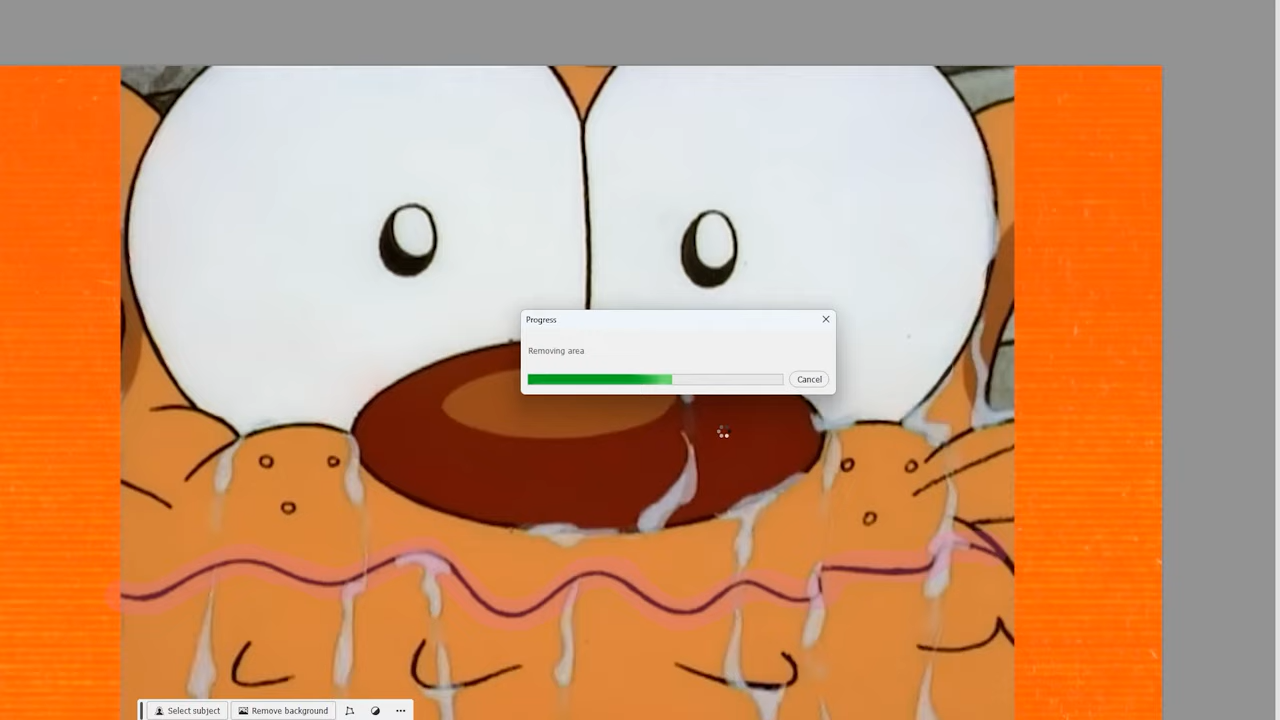 Progress
Removing area
Cancel
Select subject
Remove background